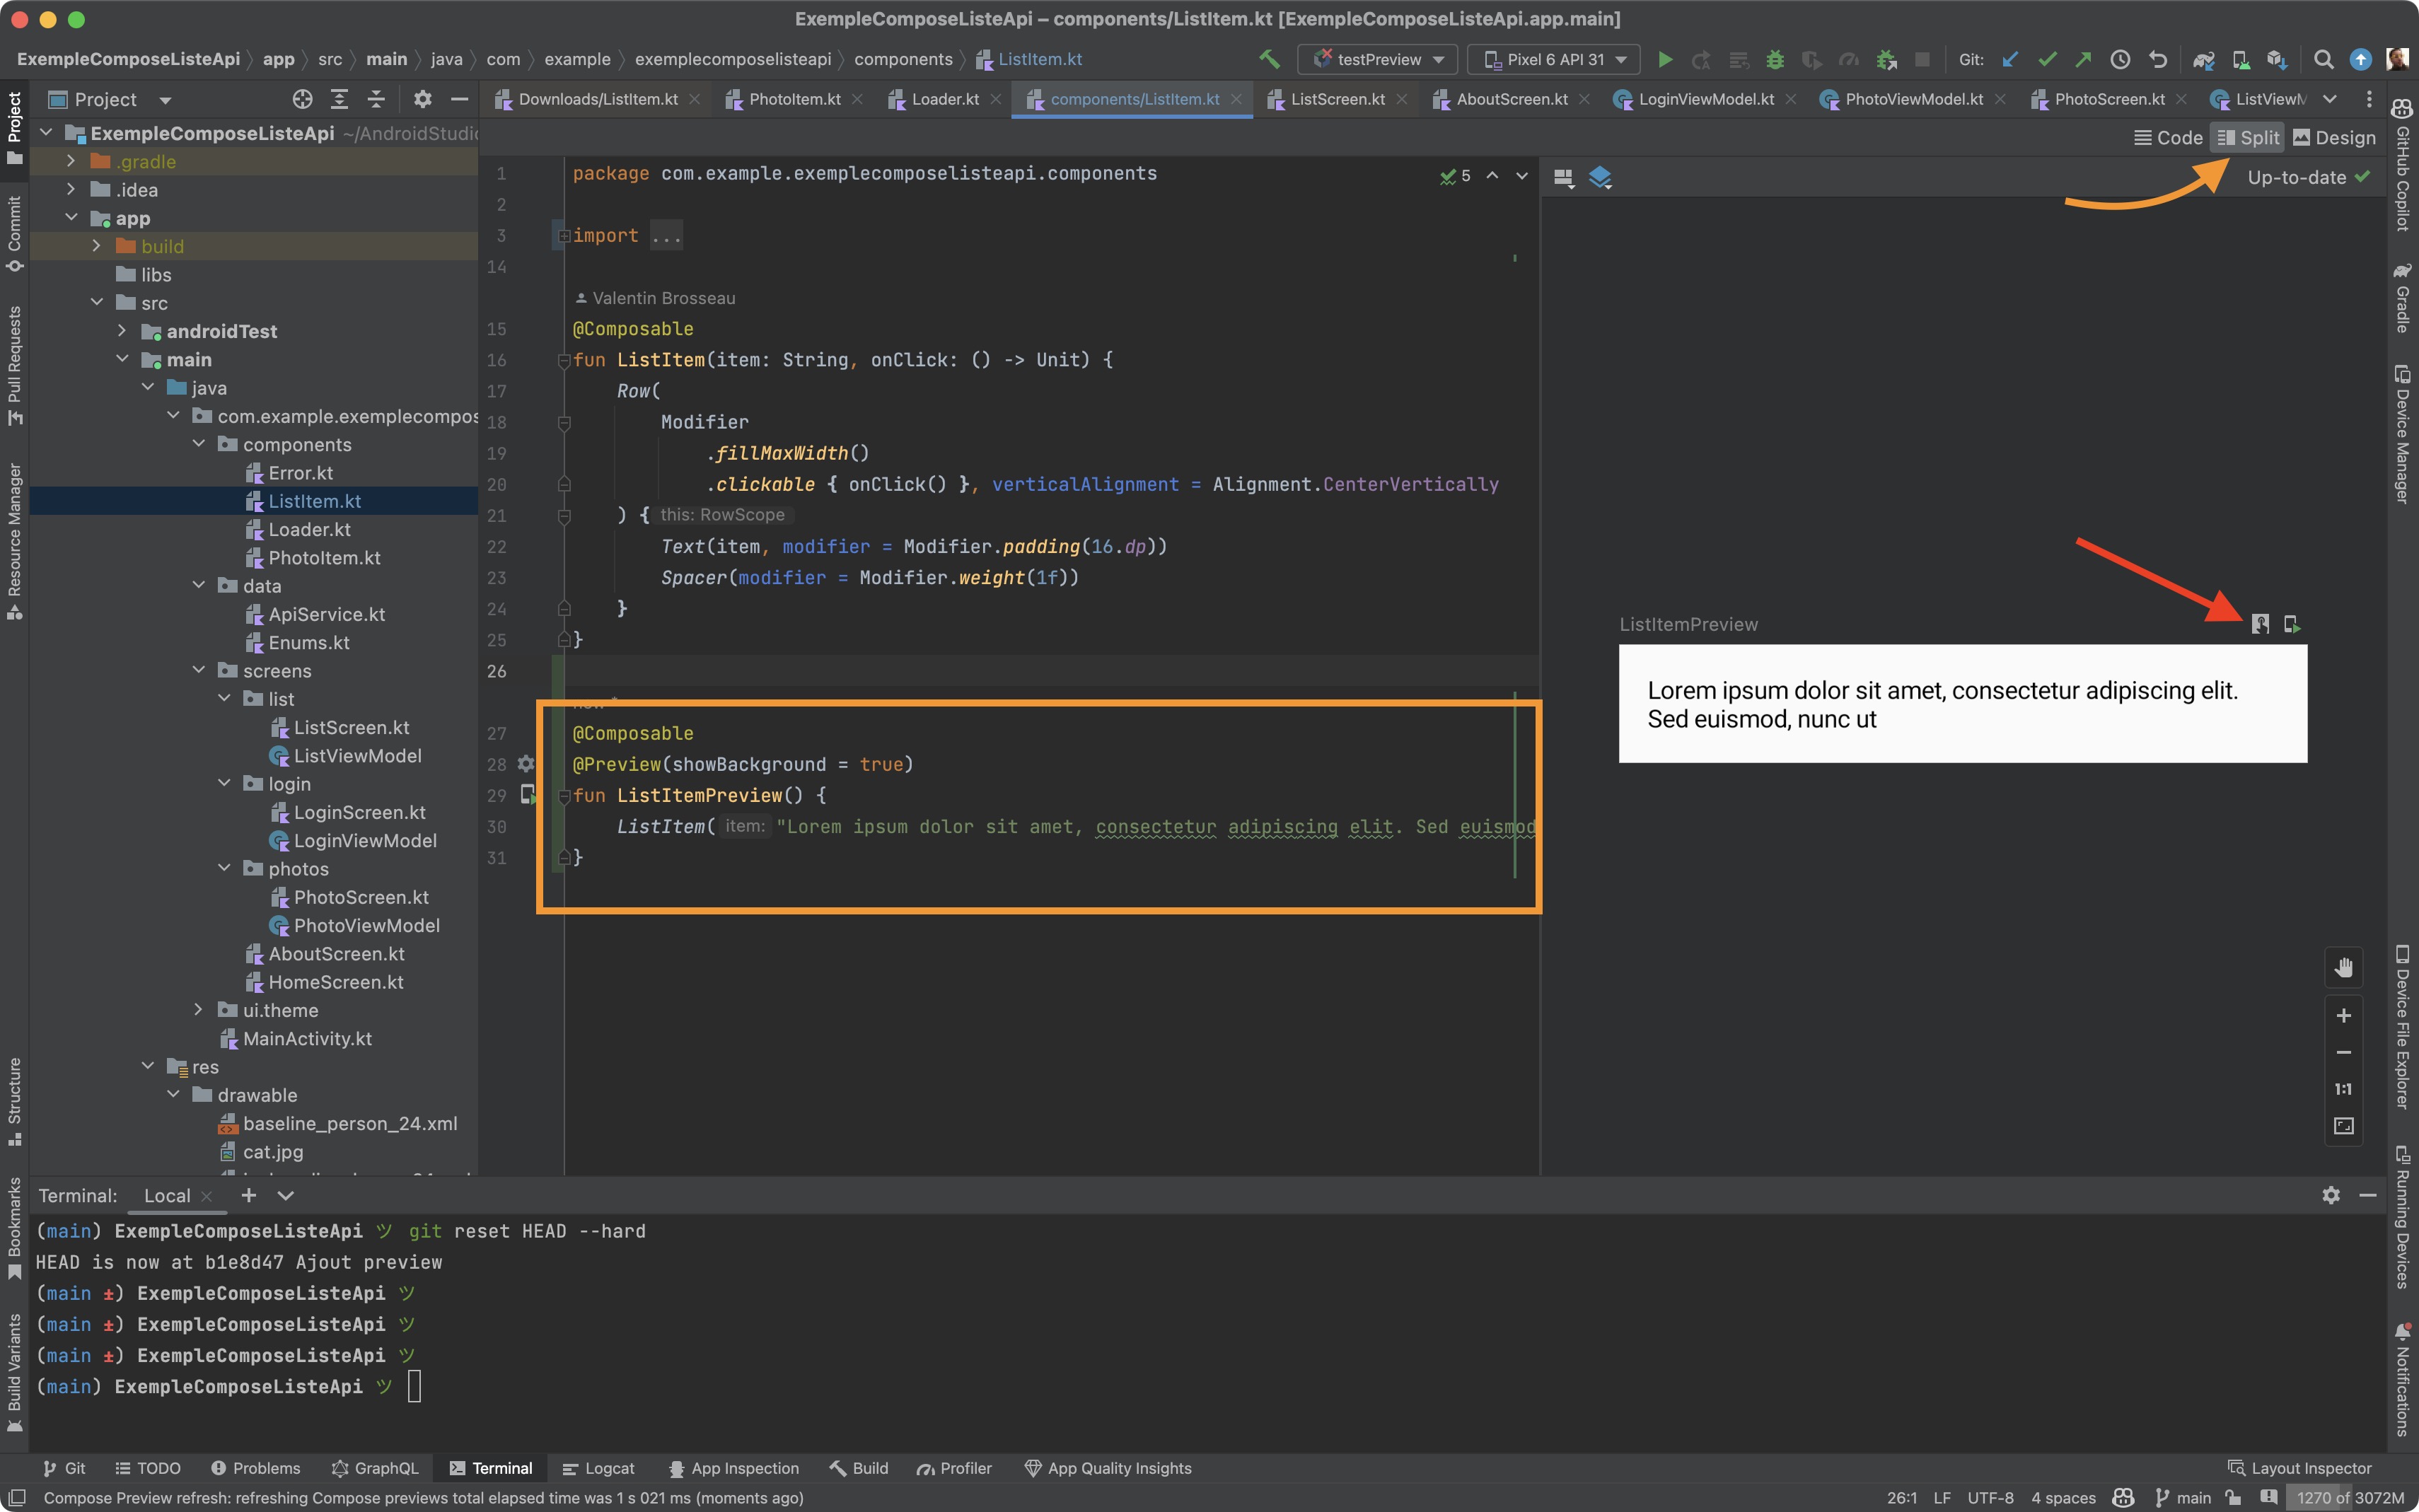 ExempleComposeListeApi – components/ListItem.kt [ExempleComposeListeApi.app.main]
ExempleComposeListeApi app src main java com example exemplecomposelisteapi components ListItem.kt testPreview Pixel 6 API 31 Git:
Project Downloads/ListItem.kt PhotoItem.kt Loader.kt components/ListItem.kt ListScreen.kt AboutScreen.kt LoginViewModel.kt PhotoViewModel.kt PhotoScreen.kt ListViewM
Code Split Design
Up-to-date
Project
Commit
Pull Requests
Resource Manager
Structure
Bookmarks
Build Variants
ExempleComposeListeApi ~/AndroidStudio
.gradle
.idea
app
build
libs
src
androidTest
main
java
com.example.exemplecompos
components
Error.kt
ListItem.kt
Loader.kt
PhotoItem.kt
data
ApiService.kt
Enums.kt
screens
list
ListScreen.kt
ListViewModel
login
LoginScreen.kt
LoginViewModel
photos
PhotoScreen.kt
PhotoViewModel
AboutScreen.kt
HomeScreen.kt
ui.theme
MainActivity.kt
res
drawable
baseline_person_24.xml
cat.jpg
1 package com.example.exemplecomposelisteapi.components
5
2
3 import ...
14
Valentin Brosseau
15 @Composable
16 fun ListItem(item: String, onClick: () -> Unit) {
17 Row(
18 Modifier
19 .fillMaxWidth()
20 .clickable { onClick() }, verticalAlignment = Alignment.CenterVertically
21 ) { this: RowScope
22 Text(item, modifier = Modifier.padding(16.dp))
23 Spacer(modifier = Modifier.weight(1f))
24 }
25 }
26
27 @Composable
28 @Preview(showBackground = true)
29 fun ListItemPreview() {
30 ListItem( item: "Lorem ipsum dolor sit amet, consectetur adipiscing elit. Sed euismod
31 }
ListItemPreview
Lorem ipsum dolor sit amet, consectetur adipiscing elit.
Sed euismod, nunc ut
1:1
GitHub Copilot
Gradle
Device Manager
Device File Explorer
Running Devices
Notifications
Terminal: Local
(main) ExempleComposeListeApi ツ git reset HEAD --hard
HEAD is now at b1e8d47 Ajout preview
(main ±) ExempleComposeListeApi ツ
(main ±) ExempleComposeListeApi ツ
(main ±) ExempleComposeListeApi ツ
(main) ExempleComposeListeApi ツ
Git TODO Problems GraphQL Terminal Logcat App Inspection Build Profiler App Quality Insights Layout Inspector
Compose Preview refresh: refreshing Compose previews total elapsed time was 1 s 021 ms (moments ago) 26:1 LF UTF-8 4 spaces main 1270 of 3072M